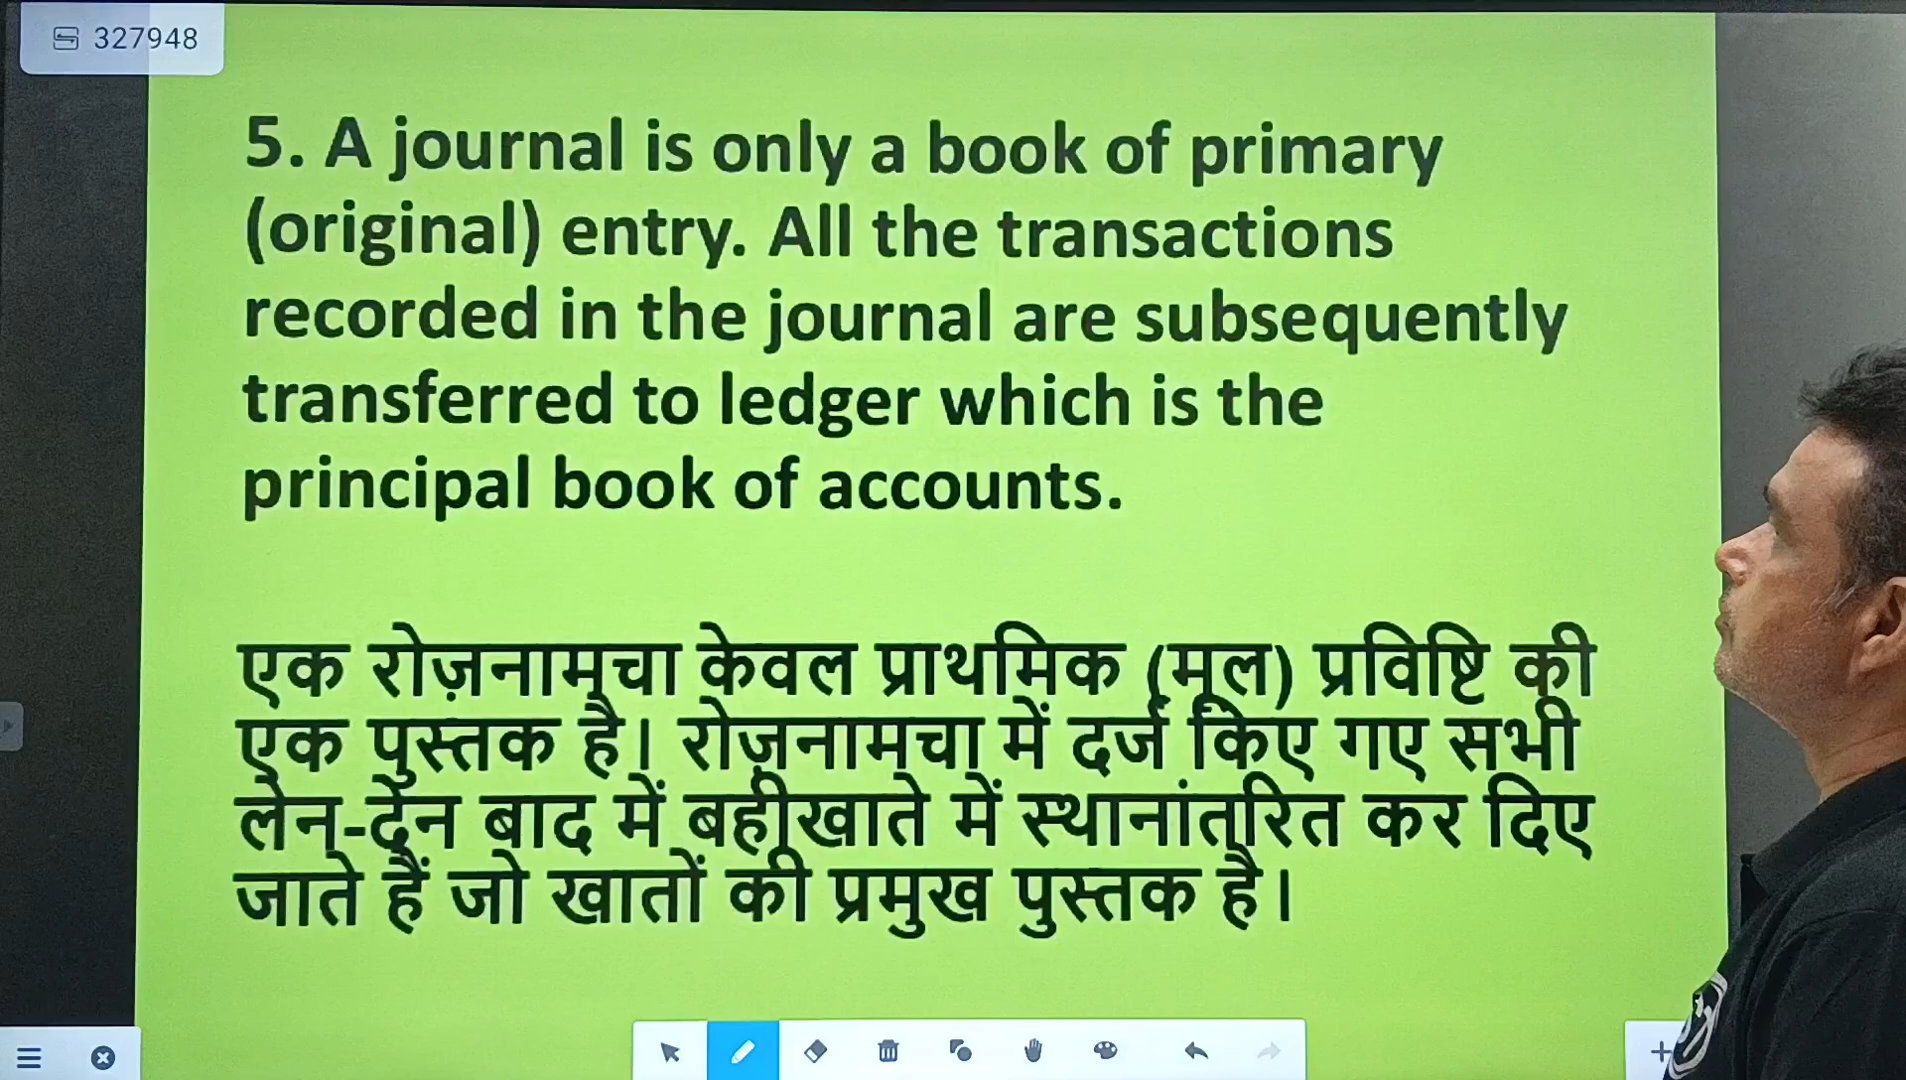 327948
5. A journal is only a book of primary
(original) entry. All the transactions
recorded in the journal are subsequently
transferred to ledger which is the
principal book of accounts.
एक रोज़नामचा केवल प्राथमिक (मूल) प्रविष्टि की
एक पुस्तक है। रोज़नामचा में दर्ज किए गए सभी
लेन-देन बाद में बहीखाते में स्थानांतरित कर दिए
जाते हैं जो खातों की प्रमुख पुस्तक है।